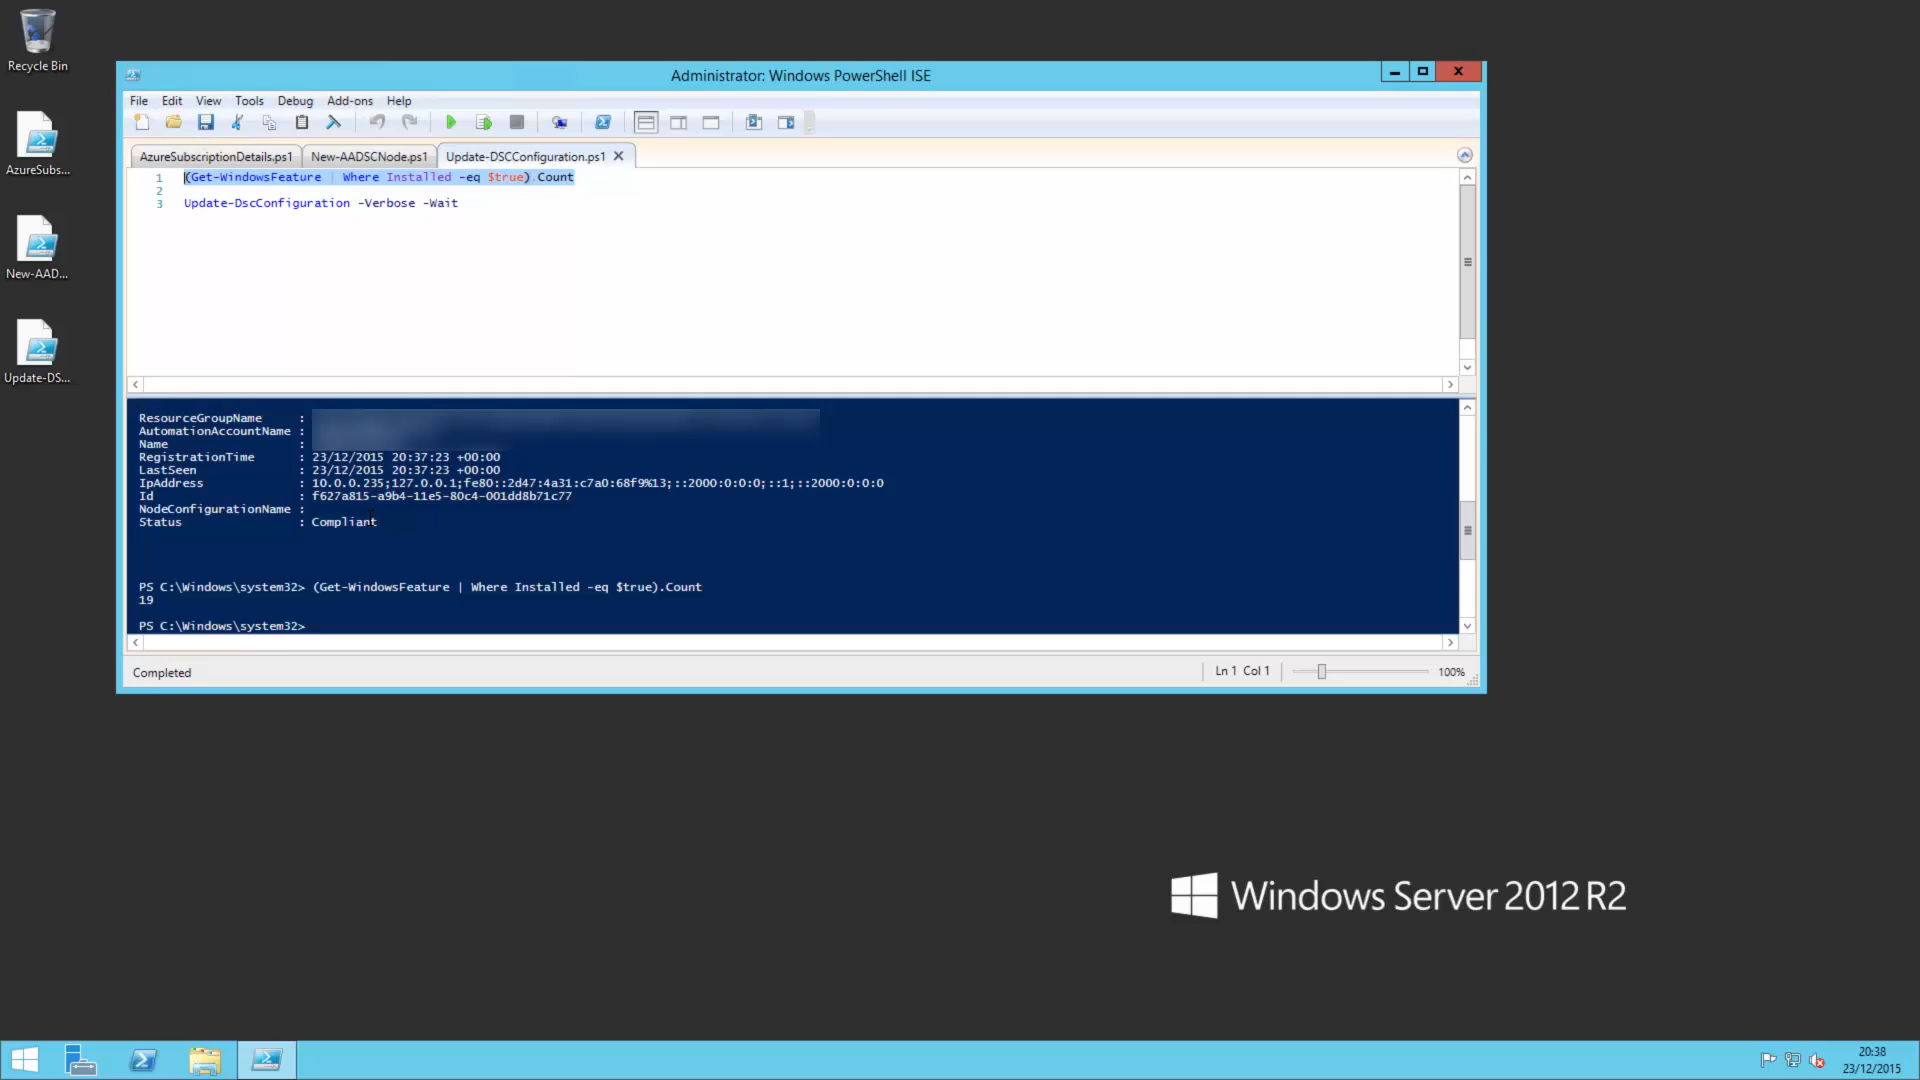 Recycle Bin
AzureSubs...
New-AAD...
Update-DS...
Administrator: Windows PowerShell ISE
File Edit View Tools Debug Add-ons Help
AzureSubscriptionDetails.ps1 New-AADSCNode.ps1 Update-DSCConfiguration.ps1
1 (Get-WindowsFeature | Where Installed -eq $true).Count
2
3 Update-DscConfiguration -Verbose -Wait
ResourceGroupName :
AutomationAccountName :
Name :
RegistrationTime : 23/12/2015 20:37:23 +00:00
LastSeen : 23/12/2015 20:37:23 +00:00
IpAddress : 10.0.0.235;127.0.0.1;fe80::2d47:4a31:c7a0:68f9%13;::2000:0:0:0;::1;::2000:0:0:0
Id : f627a815-a9b4-11e5-80c4-001dd8b71c77
NodeConfigurationName :
Status : Compliant
PS C:\Windows\system32> (Get-WindowsFeature | Where Installed -eq $true).Count
19
PS C:\Windows\system32>
Completed
Ln 1 Col 1
100%
Windows Server 2012 R2
20:38
23/12/2015